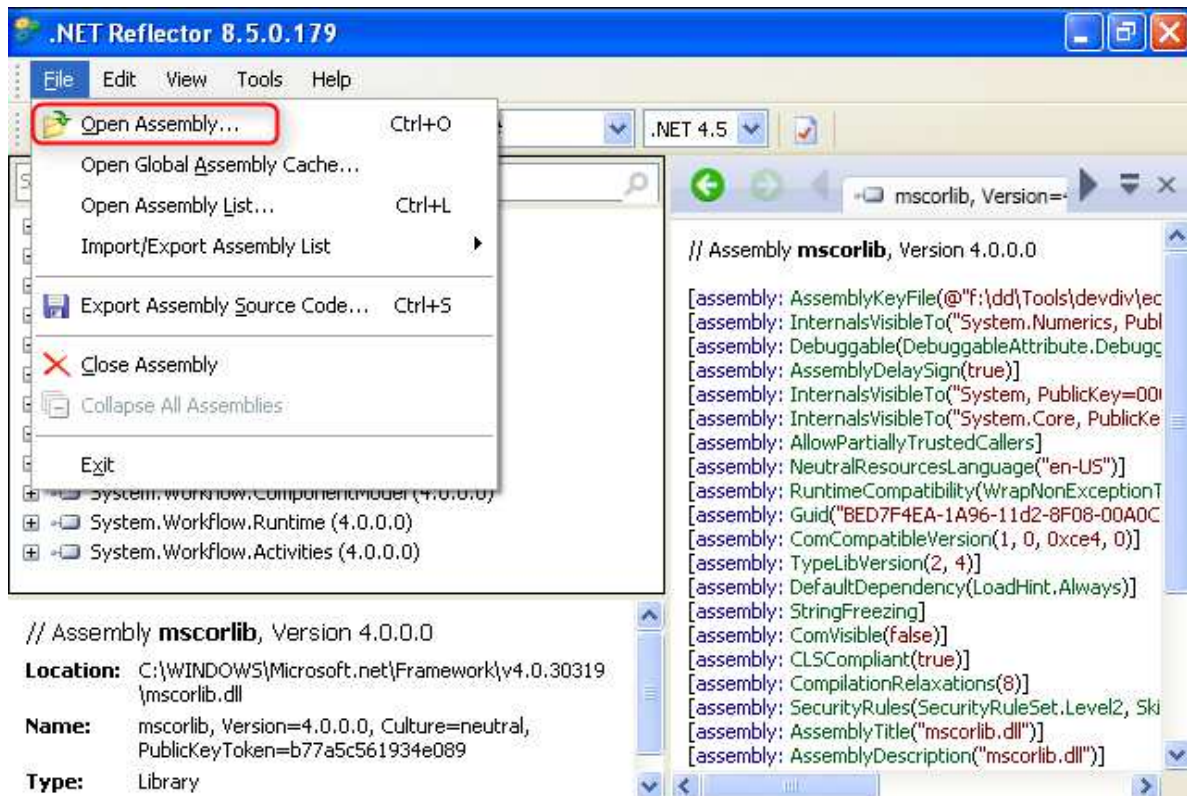 .NET Reflector 8.5.0.179
File Edit View Tools Help
Open Assembly... Ctrl+O
Open Global Assembly Cache...
Open Assembly List... Ctrl+L
Import/Export Assembly List
Export Assembly Source Code... Ctrl+S
Close Assembly
Collapse All Assemblies
Exit
.NET 4.5
System.Workflow.ComponentModel (4.0.0.0)
System.Workflow.Runtime (4.0.0.0)
System.Workflow.Activities (4.0.0.0)
// Assembly mscorlib, Version 4.0.0.0
Location: C:\WINDOWS\Microsoft.net\Framework\v4.0.30319
\mscorlib.dll
Name: mscorlib, Version=4.0.0.0, Culture=neutral,
PublicKeyToken=b77a5c561934e089
Type: Library
mscorlib, Version=
// Assembly mscorlib, Version 4.0.0.0
[assembly: AssemblyKeyFile(@"f:\dd\Tools\devdiv\ec
[assembly: InternalsVisibleTo("System.Numerics, Publ
[assembly: Debuggable(DebuggableAttribute.Debugg
[assembly: AssemblyDelaySign(true)]
[assembly: InternalsVisibleTo("System, PublicKey=00
[assembly: InternalsVisibleTo("System.Core, PublicKe
[assembly: AllowPartiallyTrustedCallers]
[assembly: NeutralResourcesLanguage("en-US")]
[assembly: RuntimeCompatibility(WrapNonExceptionT
[assembly: Guid("BED7F4EA-1A96-11d2-8F08-00A0C
[assembly: ComCompatibleVersion(1, 0, 0xce4, 0)]
[assembly: TypeLibVersion(2, 4)]
[assembly: DefaultDependency(LoadHint.Always)]
[assembly: StringFreezing]
[assembly: ComVisible(false)]
[assembly: CLSCompliant(true)]
[assembly: CompilationRelaxations(8)]
[assembly: SecurityRules(SecurityRuleSet.Level2, Ski
[assembly: AssemblyTitle("mscorlib.dll")]
[assembly: AssemblyDescription("mscorlib.dll")]